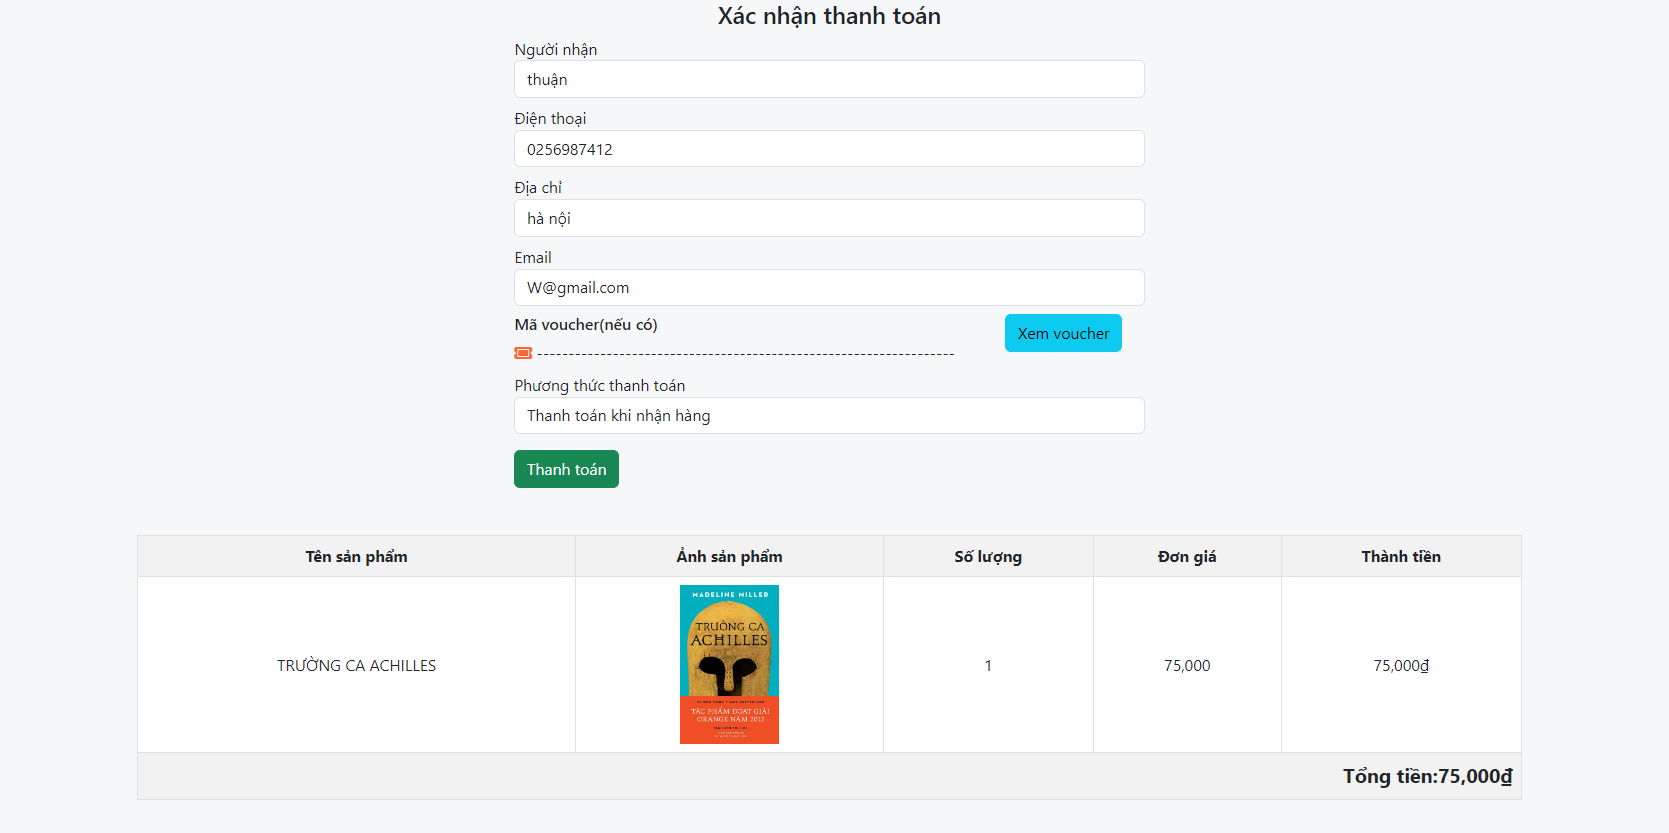 Xác nhận thanh toán
Người nhận
thuận
Điện thoại
0256987412
Địa chỉ
hà nội
Email
W@gmail.com
Mã voucher(nếu có)
Xem voucher
-----------------------------------------------------------------
Phương thức thanh toán
Thanh toán khi nhận hàng
Thanh toán
Tên sản phẩm Ảnh sản phẩm Số lượng Đơn giá Thành tiền
MADELINE MILLER
TRƯỜNG CA
ACHILLES
TÁC PHẨM ĐOẠT GIẢI
ORANGE NĂM 2012
TRƯỜNG CA ACHILLES 1 75,000 75,000₫
Tổng tiền:75,000₫